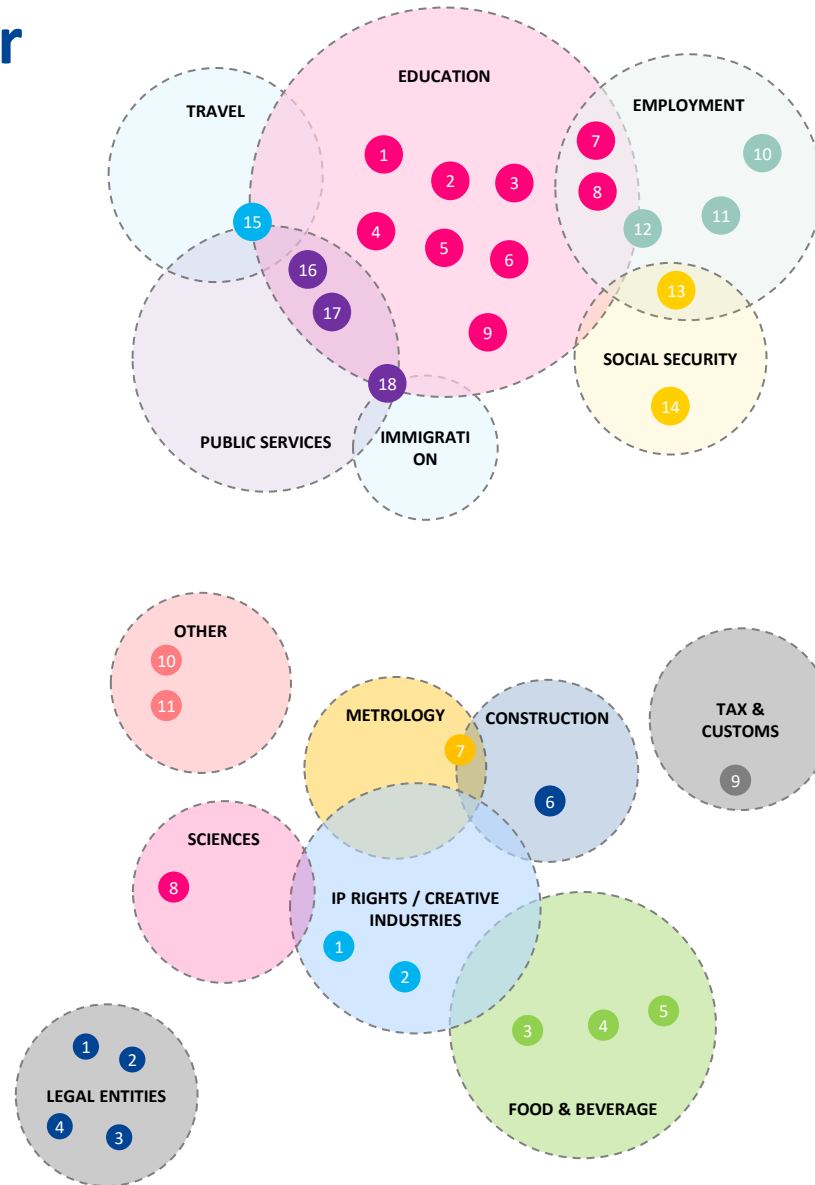 r
EDUCATION
TRAVEL
EMPLOYMENT
1
2
3
7
8
10
4
5
6
15
12
11
16
17
9
13
14
18
SOCIAL SECURITY
PUBLIC SERVICES
IMMIGRATI
ON
OTHER
10
11
METROLOGY
CONSTRUCTION
7
6
TAX &
CUSTOMS
9
SCIENCES
8
IP RIGHTS / CREATIVE
INDUSTRIES
1
2
3
4
5
FOOD & BEVERAGE
1
2
LEGAL ENTITIES
4
3